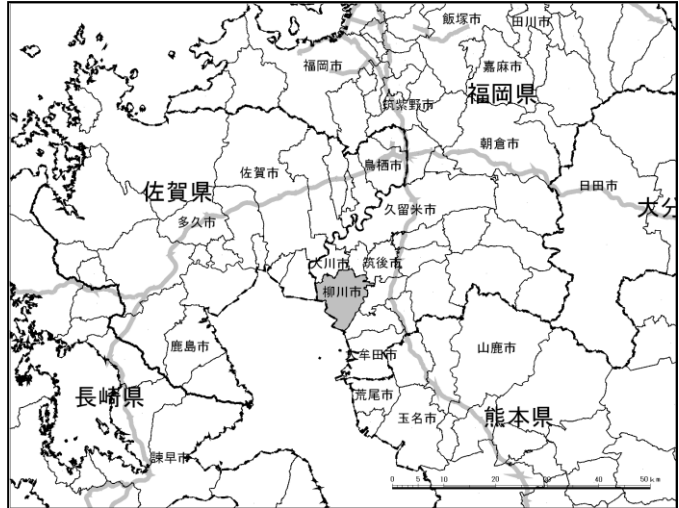 飯塚市
田川市
福岡市
嘉麻市
福岡県
筑紫野市
朝倉市
鳥栖市
佐賀市
日田市
佐賀県
大分
久留米市
多久市
大川市
筑後市
柳川市
鹿島市
山鹿市
牟田市
荒尾市
長崎県
玉名市
熊本県
諫早市
0 5 10 20 30 40 50km